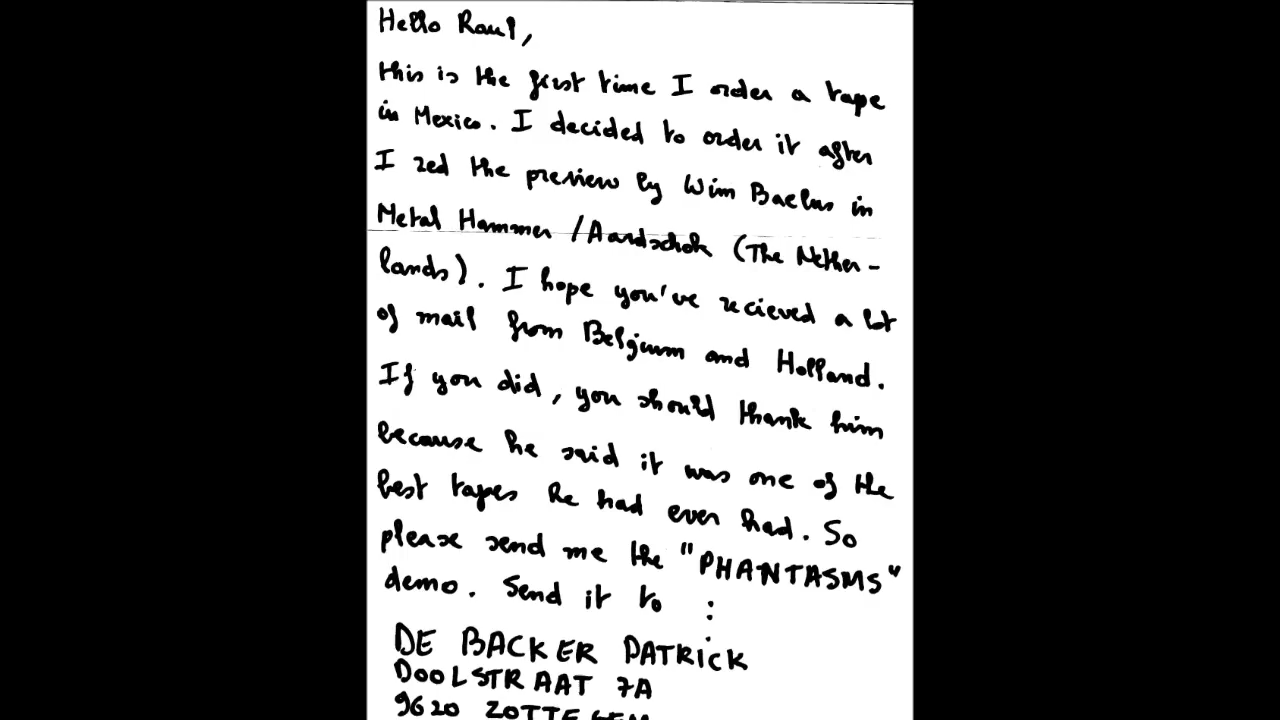 Hello Raul,
this is the first time I order a tape
in Mexico. I decided to order it after
I red the preview by Wim Baelus in
Metal Hammer /Aardschok (The Nether-
lands). I hope you've recieved a lot
of mail from Belgium and Holland.
If you did, you should thank him
because he said it was one of the
best tapes he had ever had. So
please send me the "PHANTASMS"
demo. Send it to :
DE BACKER PATRICK
DOOLSTRAAT 7A
9620 ZOTTEGEM